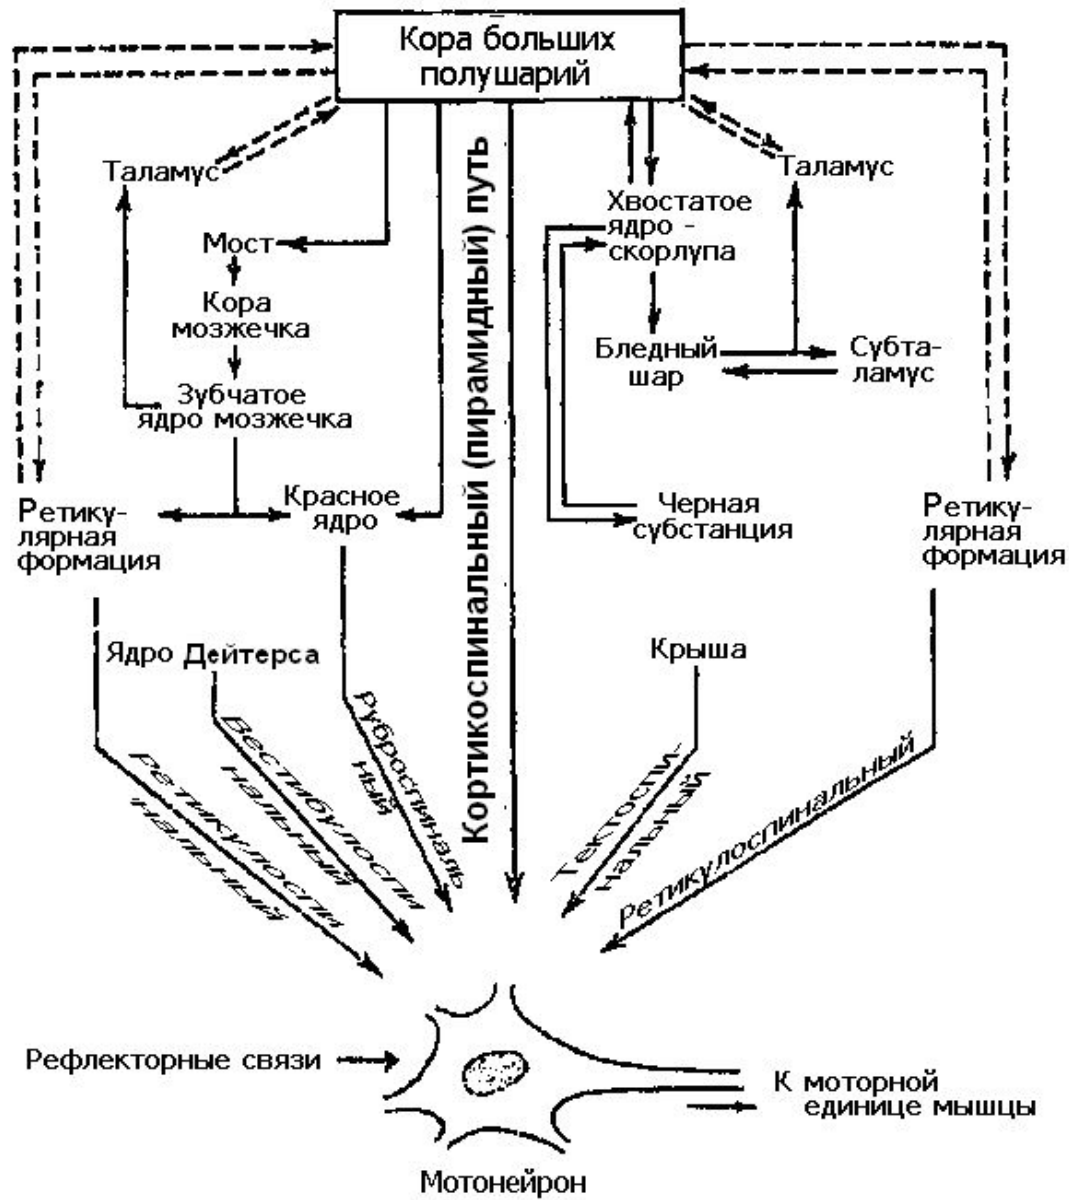 Кора больших
полушарий
Таламус
Таламус
Хвостатое
ядро -
скорлупа
Мост
Кора
мозжечка
Бледный
шар
Субта-
ламус
Зубчатое
ядро мозжечка
Кортикоспинальный (пирамидный) путь
Ретику-
лярная
формация
Красное
ядро
Черная
субстанция
Ретику-
лярная
формация
Ядро Дейтерса
Крыша
Ретикулоспи
нальный
Вестибулоспи
нальный
Руброспиналь
ный
Тектоспи-
нальный
Ретикулоспинальный
Рефлекторные связи
К моторной
единице мышцы
Мотонейрон